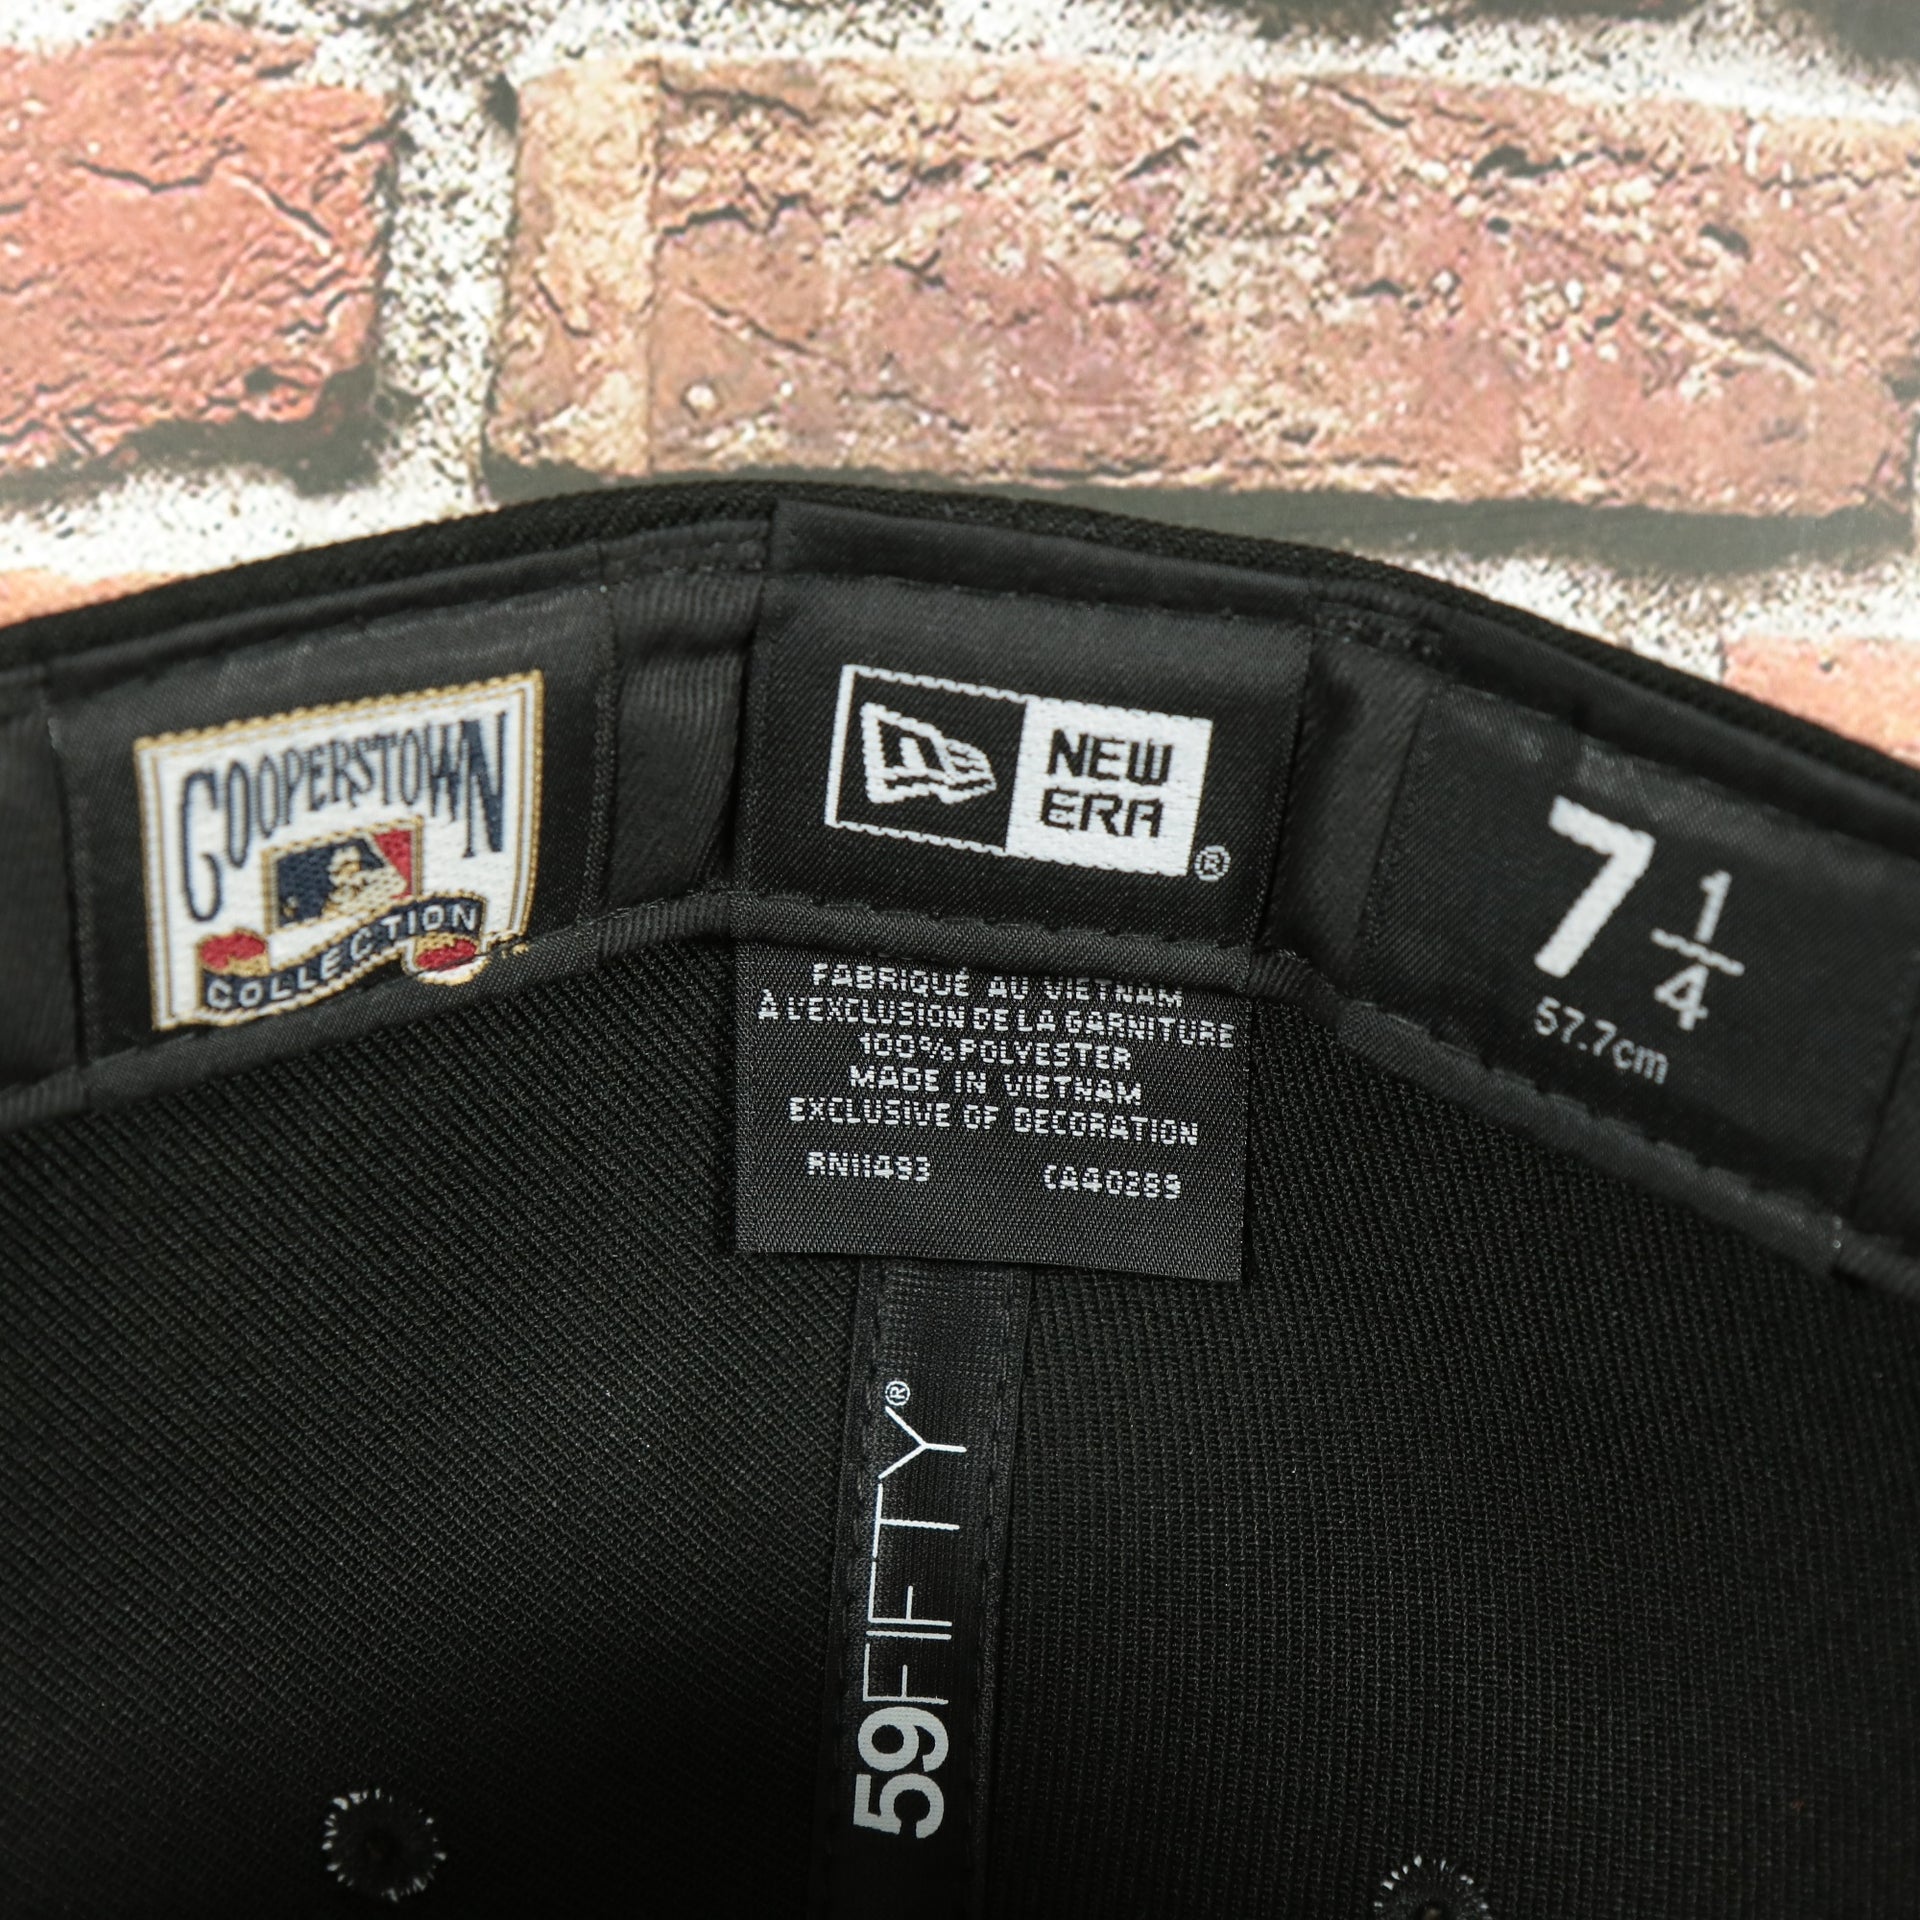 COOPERSTOWN
COLLECTION
NEW
ERA
®
7 1/4
57.7cm
FABRIQUÉ AU VIETNAM
À L'EXCLUSION DE LA GARNITURE
100% POLYESTER
MADE IN VIETNAM
EXCLUSIVE OF DECORATION
RN11493 CA40289
59FIFTY®